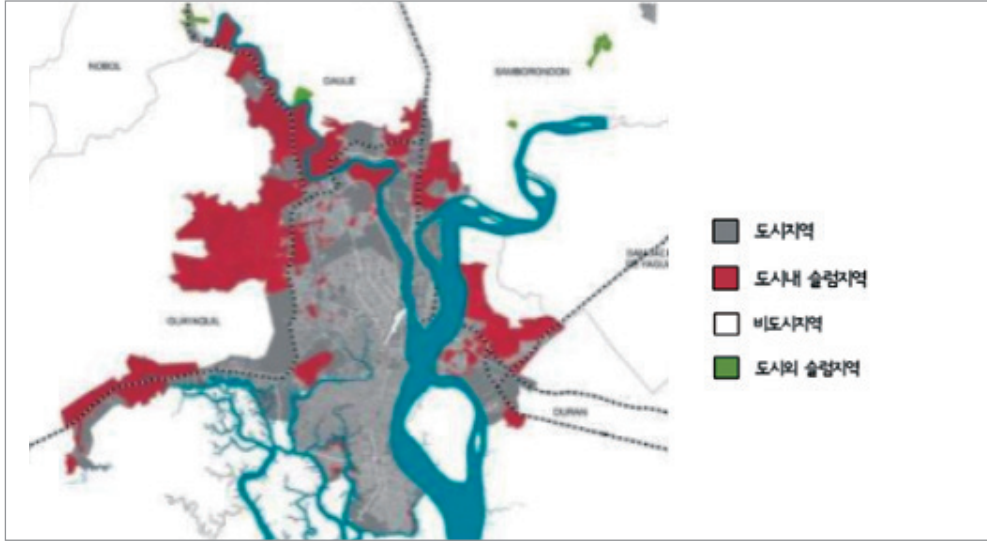 NOBOL
DAULE
SAMBORONDON
GUAYAQUIL
DURAN
도시지역
도시내 슬럼지역
비도시지역
도시외 슬럼지역